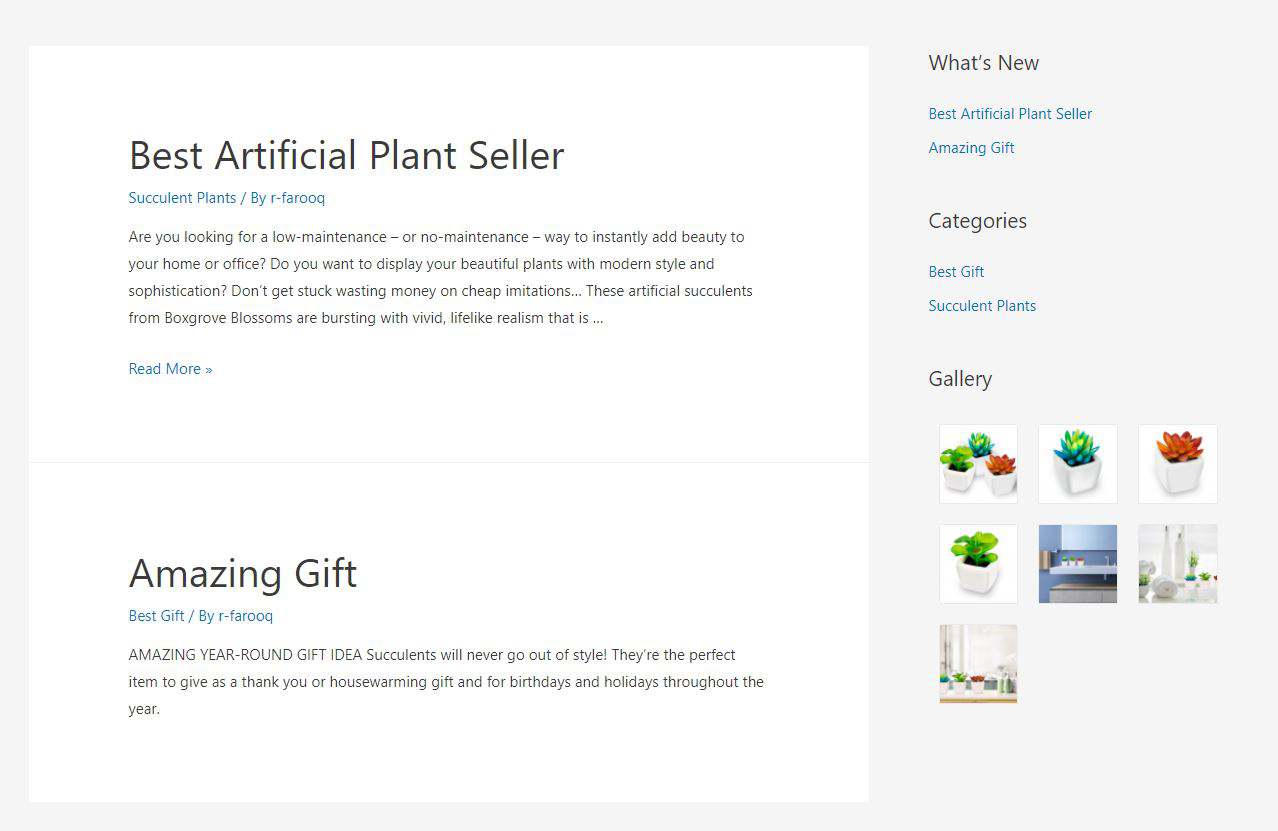 Best Artificial Plant Seller
Succulent Plants / By r-farooq
Are you looking for a low-maintenance – or no-maintenance – way to instantly add beauty to
your home or office? Do you want to display your beautiful plants with modern style and
sophistication? Don’t get stuck wasting money on cheap imitations… These artificial succulents
from Boxgrove Blossoms are bursting with vivid, lifelike realism that is …
Read More »
Amazing Gift
Best Gift / By r-farooq
AMAZING YEAR-ROUND GIFT IDEA Succulents will never go out of style! They’re the perfect
item to give as a thank you or housewarming gift and for birthdays and holidays throughout the
year.
What’s New
Best Artificial Plant Seller
Amazing Gift
Categories
Best Gift
Succulent Plants
Gallery